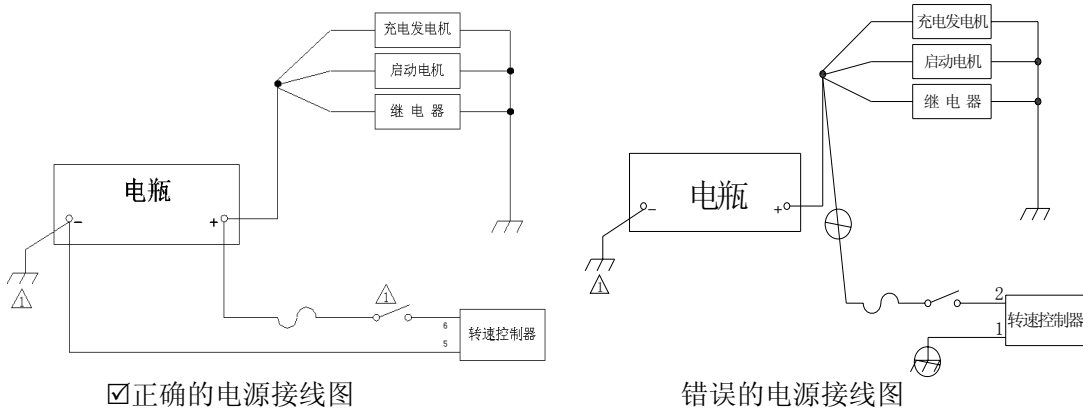 充电发电机
启动电机
继 电 器
电瓶
-
+
1
1
6
5
转速控制器
☑正确的电源接线图
充电发电机
启动电机
继 电 器
电瓶
-
+
1
2
1
转速控制器
错误的电源接线图